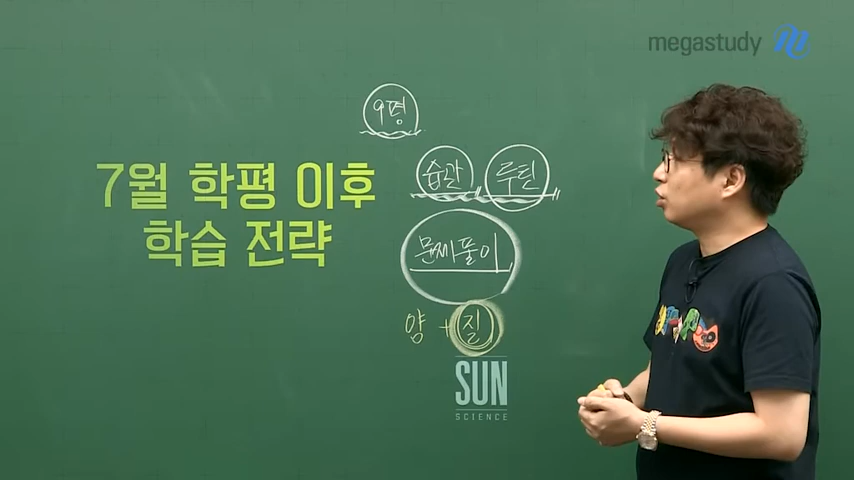 megastudy
9평
7월 학평 이후
학습 전략
습관 루틴
문제풀이
양 + 질
SUN
SCIENCE